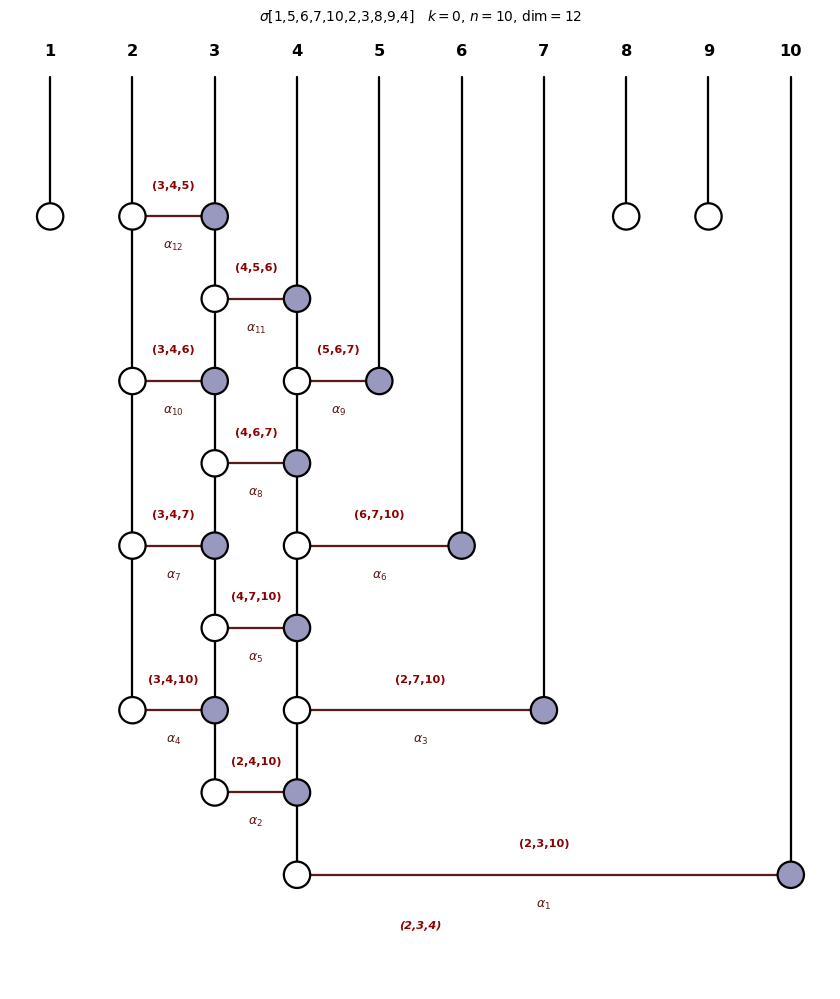 σ[1,5,6,7,10,2,3,8,9,4]   k=0, n=10, dim=12
1 2 3 4 5 6 7 8 9 10
(3,4,5)
α₁₂
(4,5,6)
α₁₁
(3,4,6) (5,6,7)
α₁₀ α₉
(4,6,7)
α₈
(3,4,7) (6,7,10)
α₇ α₆
(4,7,10)
α₅
(3,4,10) (2,7,10)
α₄ α₃
(2,4,10)
α₂
(2,3,10)
α₁
(2,3,4)